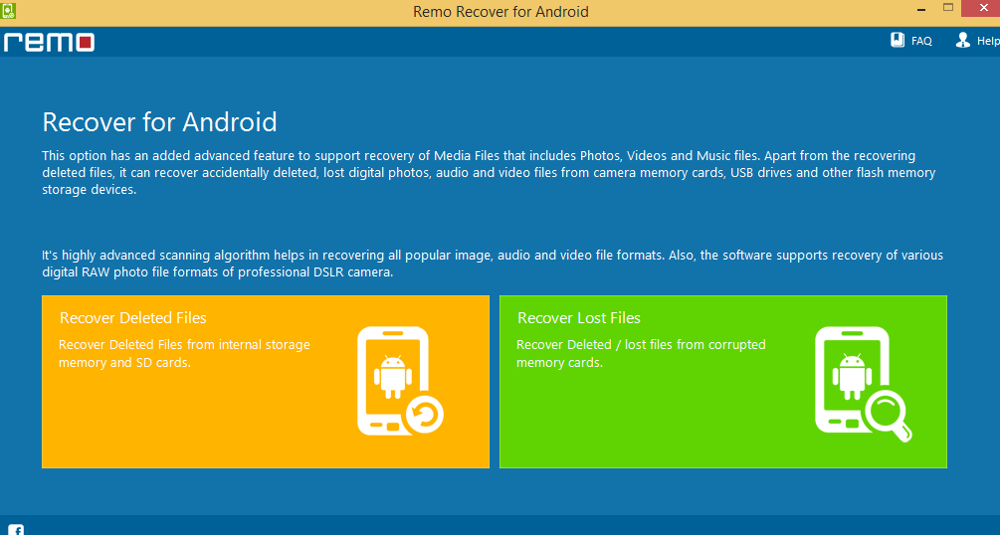 Remo Recover for Android
remo
FAQ
Help
Recover for Android
This option has an added advanced feature to support recovery of Media Files that includes Photos, Videos and Music files. Apart from the recovering
deleted files, it can recover accidentally deleted, lost digital photos, audio and video files from camera memory cards, USB drives and other flash memory
storage devices.
It's highly advanced scanning algorithm helps in recovering all popular image, audio and video file formats. Also, the software supports recovery of various
digital RAW photo file formats of professional DSLR camera.
Recover Deleted Files
Recover Deleted Files from internal storage
memory and SD cards.
Recover Lost Files
Recover Deleted / lost files from corrupted
memory cards.